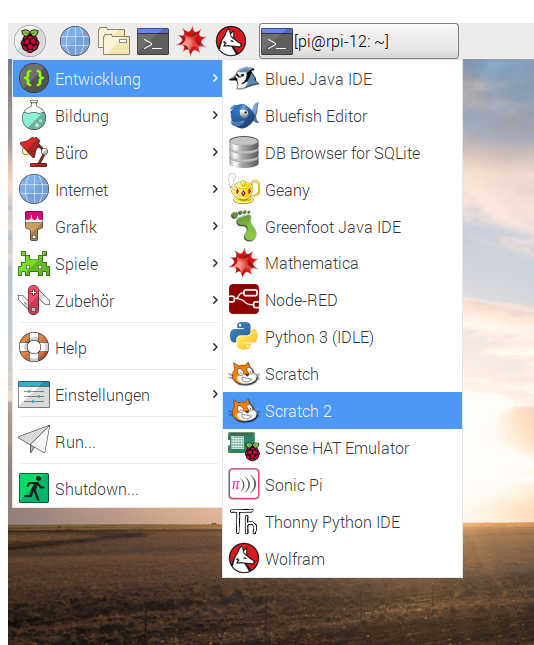 [pi@rpi-12: ~]
Entwicklung
Bildung
Büro
Internet
Grafik
Spiele
Zubehör
Help
Einstellungen
Run...
Shutdown...
BlueJ Java IDE
Bluefish Editor
DB Browser for SQLite
Geany
Greenfoot Java IDE
Mathematica
Node-RED
Python 3 (IDLE)
Scratch
Scratch 2
Sense HAT Emulator
Sonic Pi
Thonny Python IDE
Wolfram